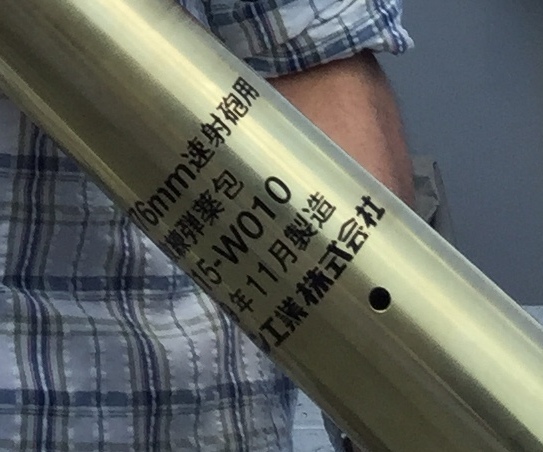 76mm速射砲用
弾薬包
15-W010
年11月製造
工業株式会社